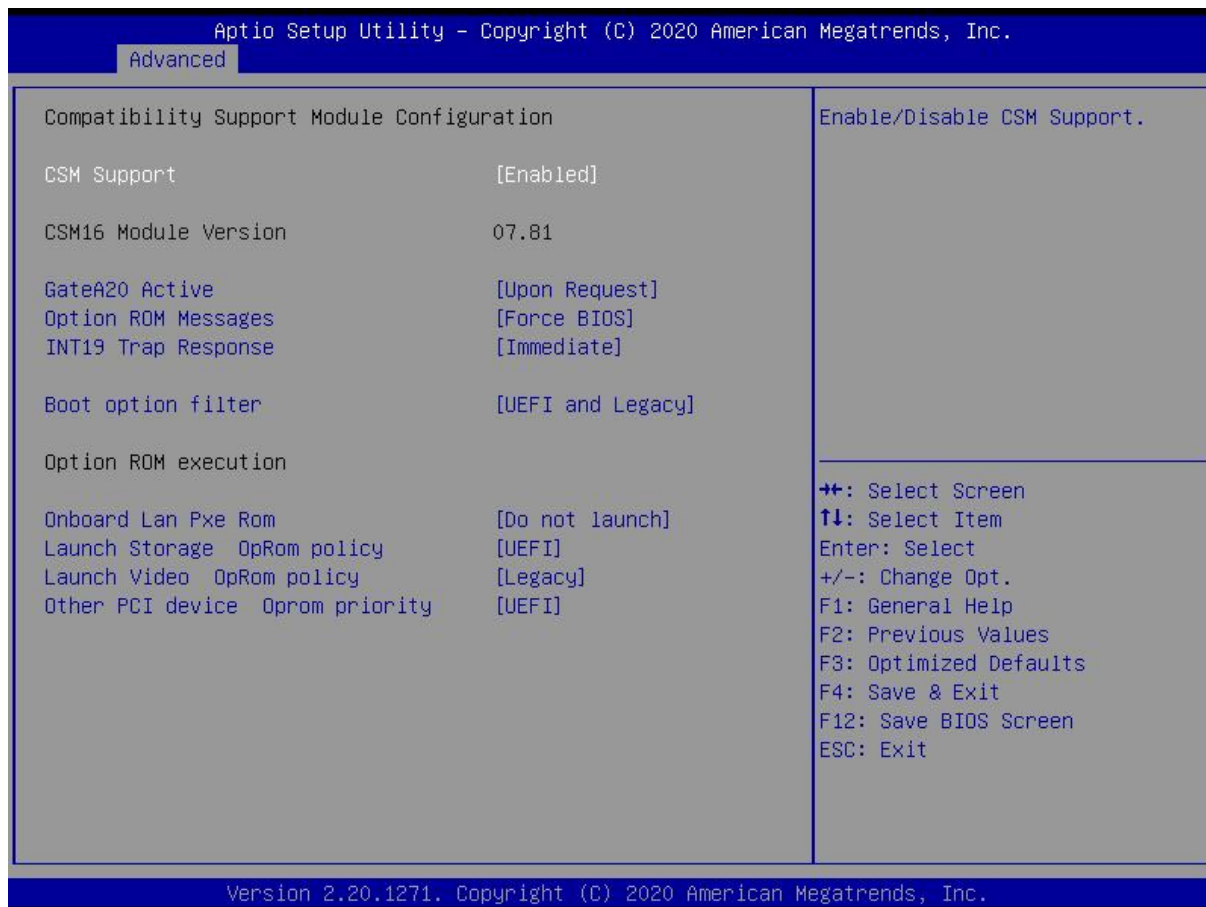 Aptio Setup Utility – Copyright (C) 2020 American Megatrends, Inc.
Advanced
Compatibility Support Module Configuration
CSM Support [Enabled]
CSM16 Module Version 07.81
GateA20 Active [Upon Request]
Option ROM Messages [Force BIOS]
INT19 Trap Response [Immediate]
Boot option filter [UEFI and Legacy]
Option ROM execution
Onboard Lan Pxe Rom [Do not launch]
Launch Storage OpRom policy [UEFI]
Launch Video OpRom policy [Legacy]
Other PCI device Oprom priority [UEFI]
Enable/Disable CSM Support.
→←: Select Screen
↑↓: Select Item
Enter: Select
+/-: Change Opt.
F1: General Help
F2: Previous Values
F3: Optimized Defaults
F4: Save & Exit
F12: Save BIOS Screen
ESC: Exit
Version 2.20.1271. Copyright (C) 2020 American Megatrends, Inc.